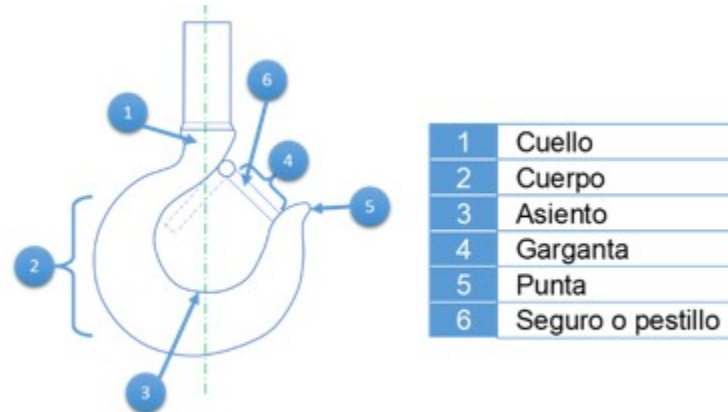 6
1
4
5
2
3
1 Cuello
2 Cuerpo
3 Asiento
4 Garganta
5 Punta
6 Seguro o pestillo